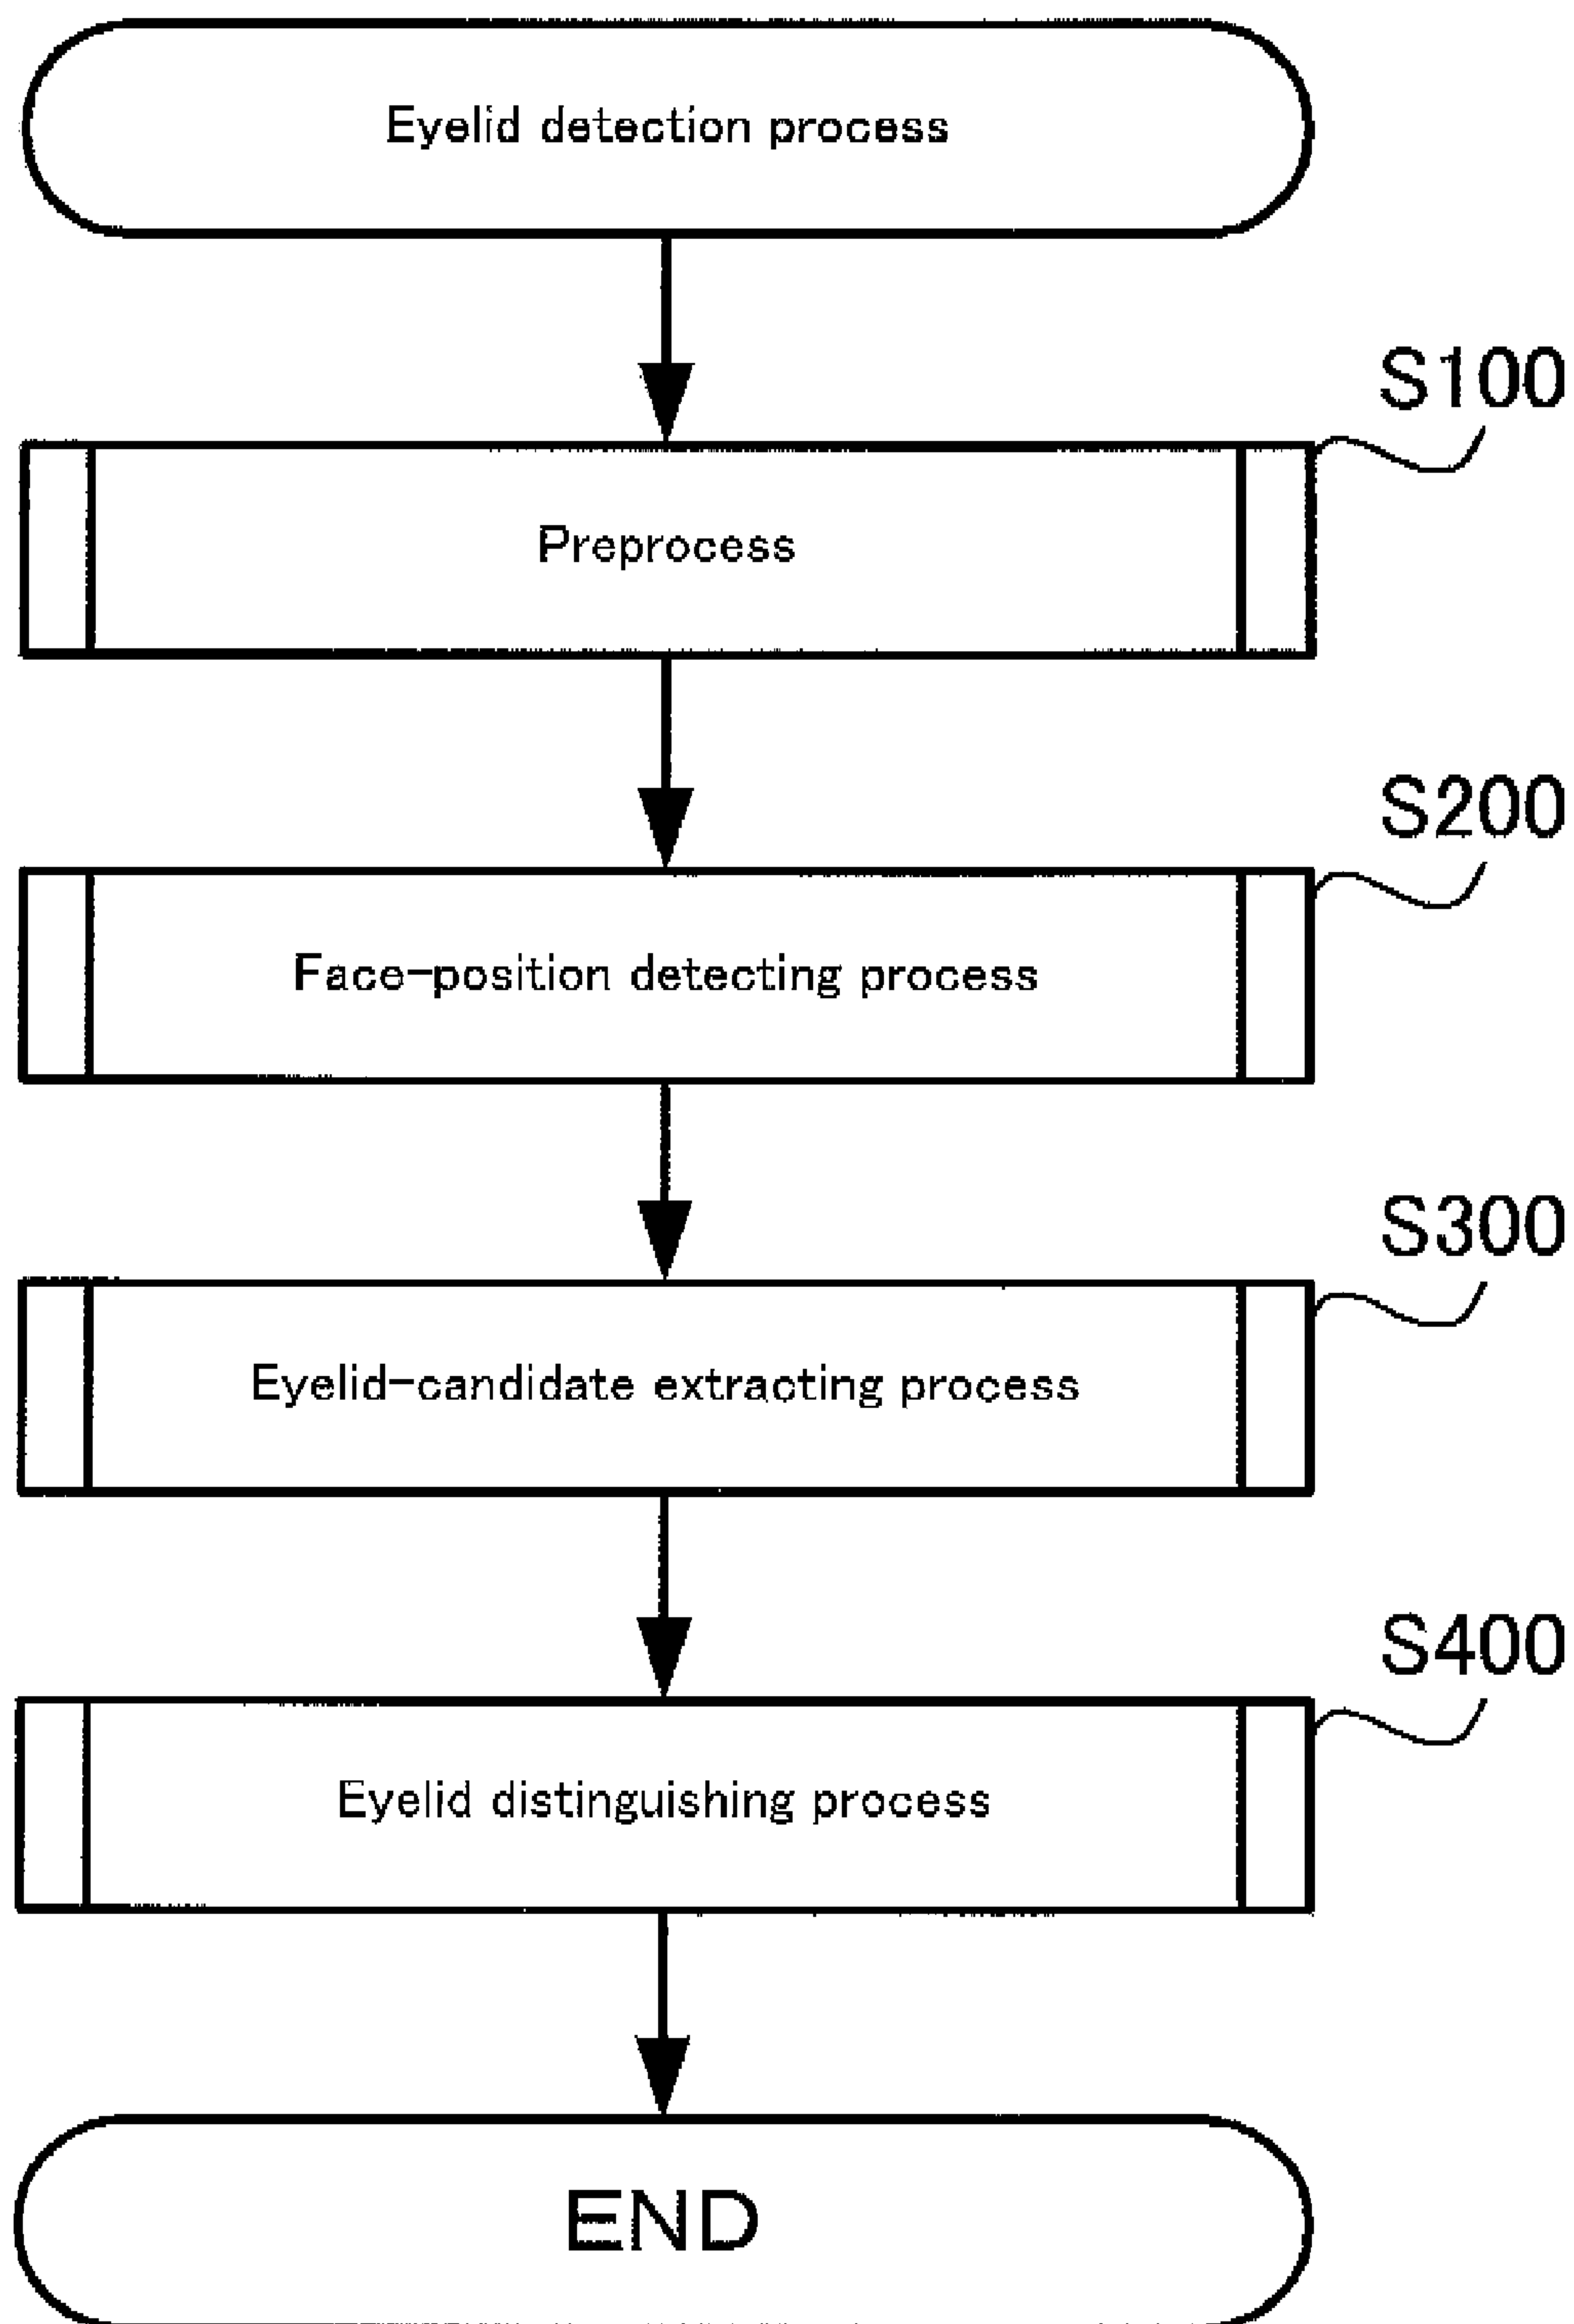 Eyelid detection process
S100
Preprocess
S200
Face-position detecting process
S300
Eyelid-candidate extracting process
S400
Eyelid distinguishing process
END